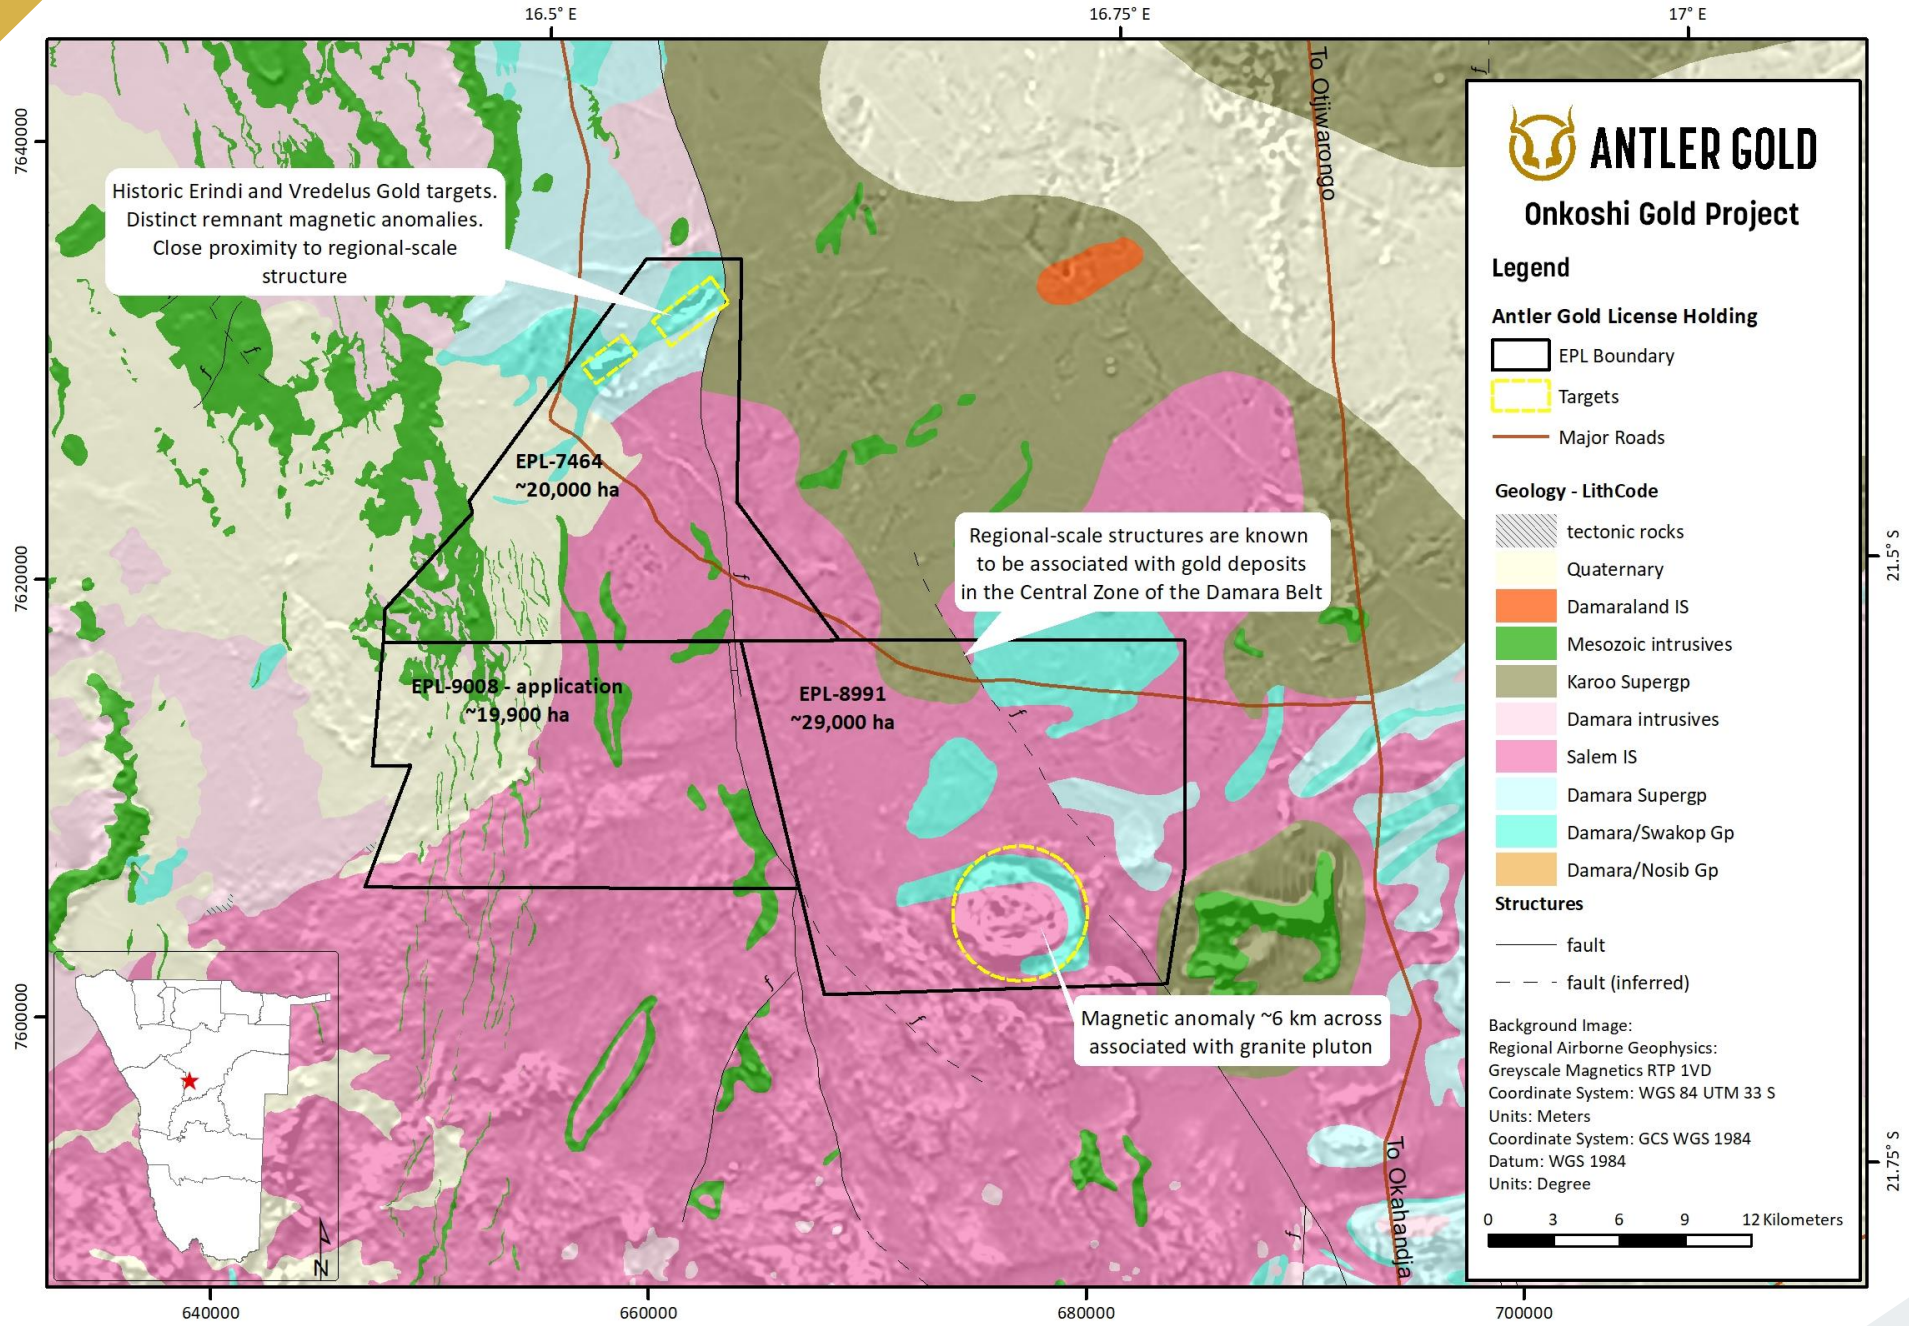 16.5° E
16.75° E
17° E
7640000
7620000
7600000
21.5° S
21.75° S
640000
660000
680000
700000
To Otjiwarongo
To Okahandja
Historic Erindi and Vredelus Gold targets.
Distinct remnant magnetic anomalies.
Close proximity to regional-scale
structure
EPL-7464
~20,000 ha
Regional-scale structures are known
to be associated with gold deposits
in the Central Zone of the Damara Belt
EPL-9008 - application
~19,900 ha
EPL-8991
~29,000 ha
Magnetic anomaly ~6 km across
associated with granite pluton
f
f
f
f
f
f
f
f
N
ANTLER GOLD
Onkoshi Gold Project
Legend
Antler Gold License Holding
EPL Boundary
Targets
Major Roads
Geology - LithCode
tectonic rocks
Quaternary
Damaraland IS
Mesozoic intrusives
Karoo Supergp
Damara intrusives
Salem IS
Damara Supergp
Damara/Swakop Gp
Damara/Nosib Gp
Structures
fault
fault (inferred)
Background Image:
Regional Airborne Geophysics:
Greyscale Magnetics RTP 1VD
Coordinate System: WGS 84 UTM 33 S
Units: Meters
Coordinate System: GCS WGS 1984
Datum: WGS 1984
Units: Degree
0 3 6 9 12 Kilometers